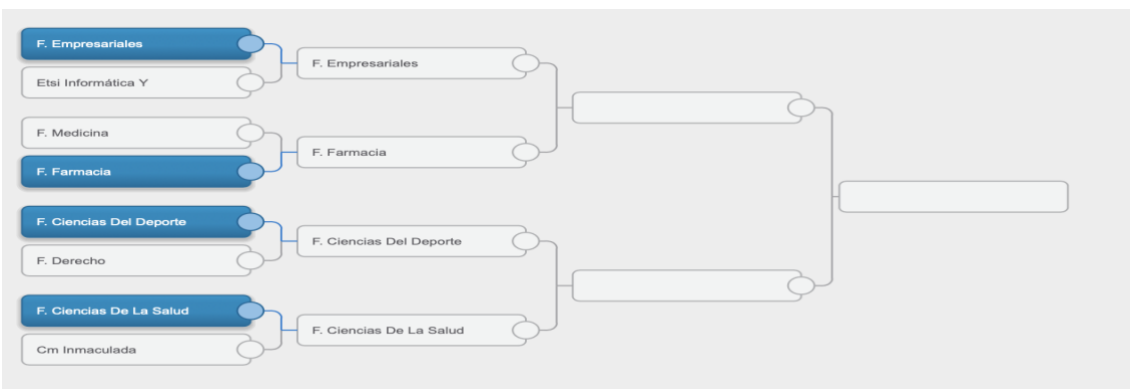 F. Empresariales
Etsi Informática Y
F. Empresariales
F. Medicina
F. Farmacia
F. Farmacia
F. Ciencias Del Deporte
F. Derecho
F. Ciencias Del Deporte
F. Ciencias De La Salud
Cm Inmaculada
F. Ciencias De La Salud